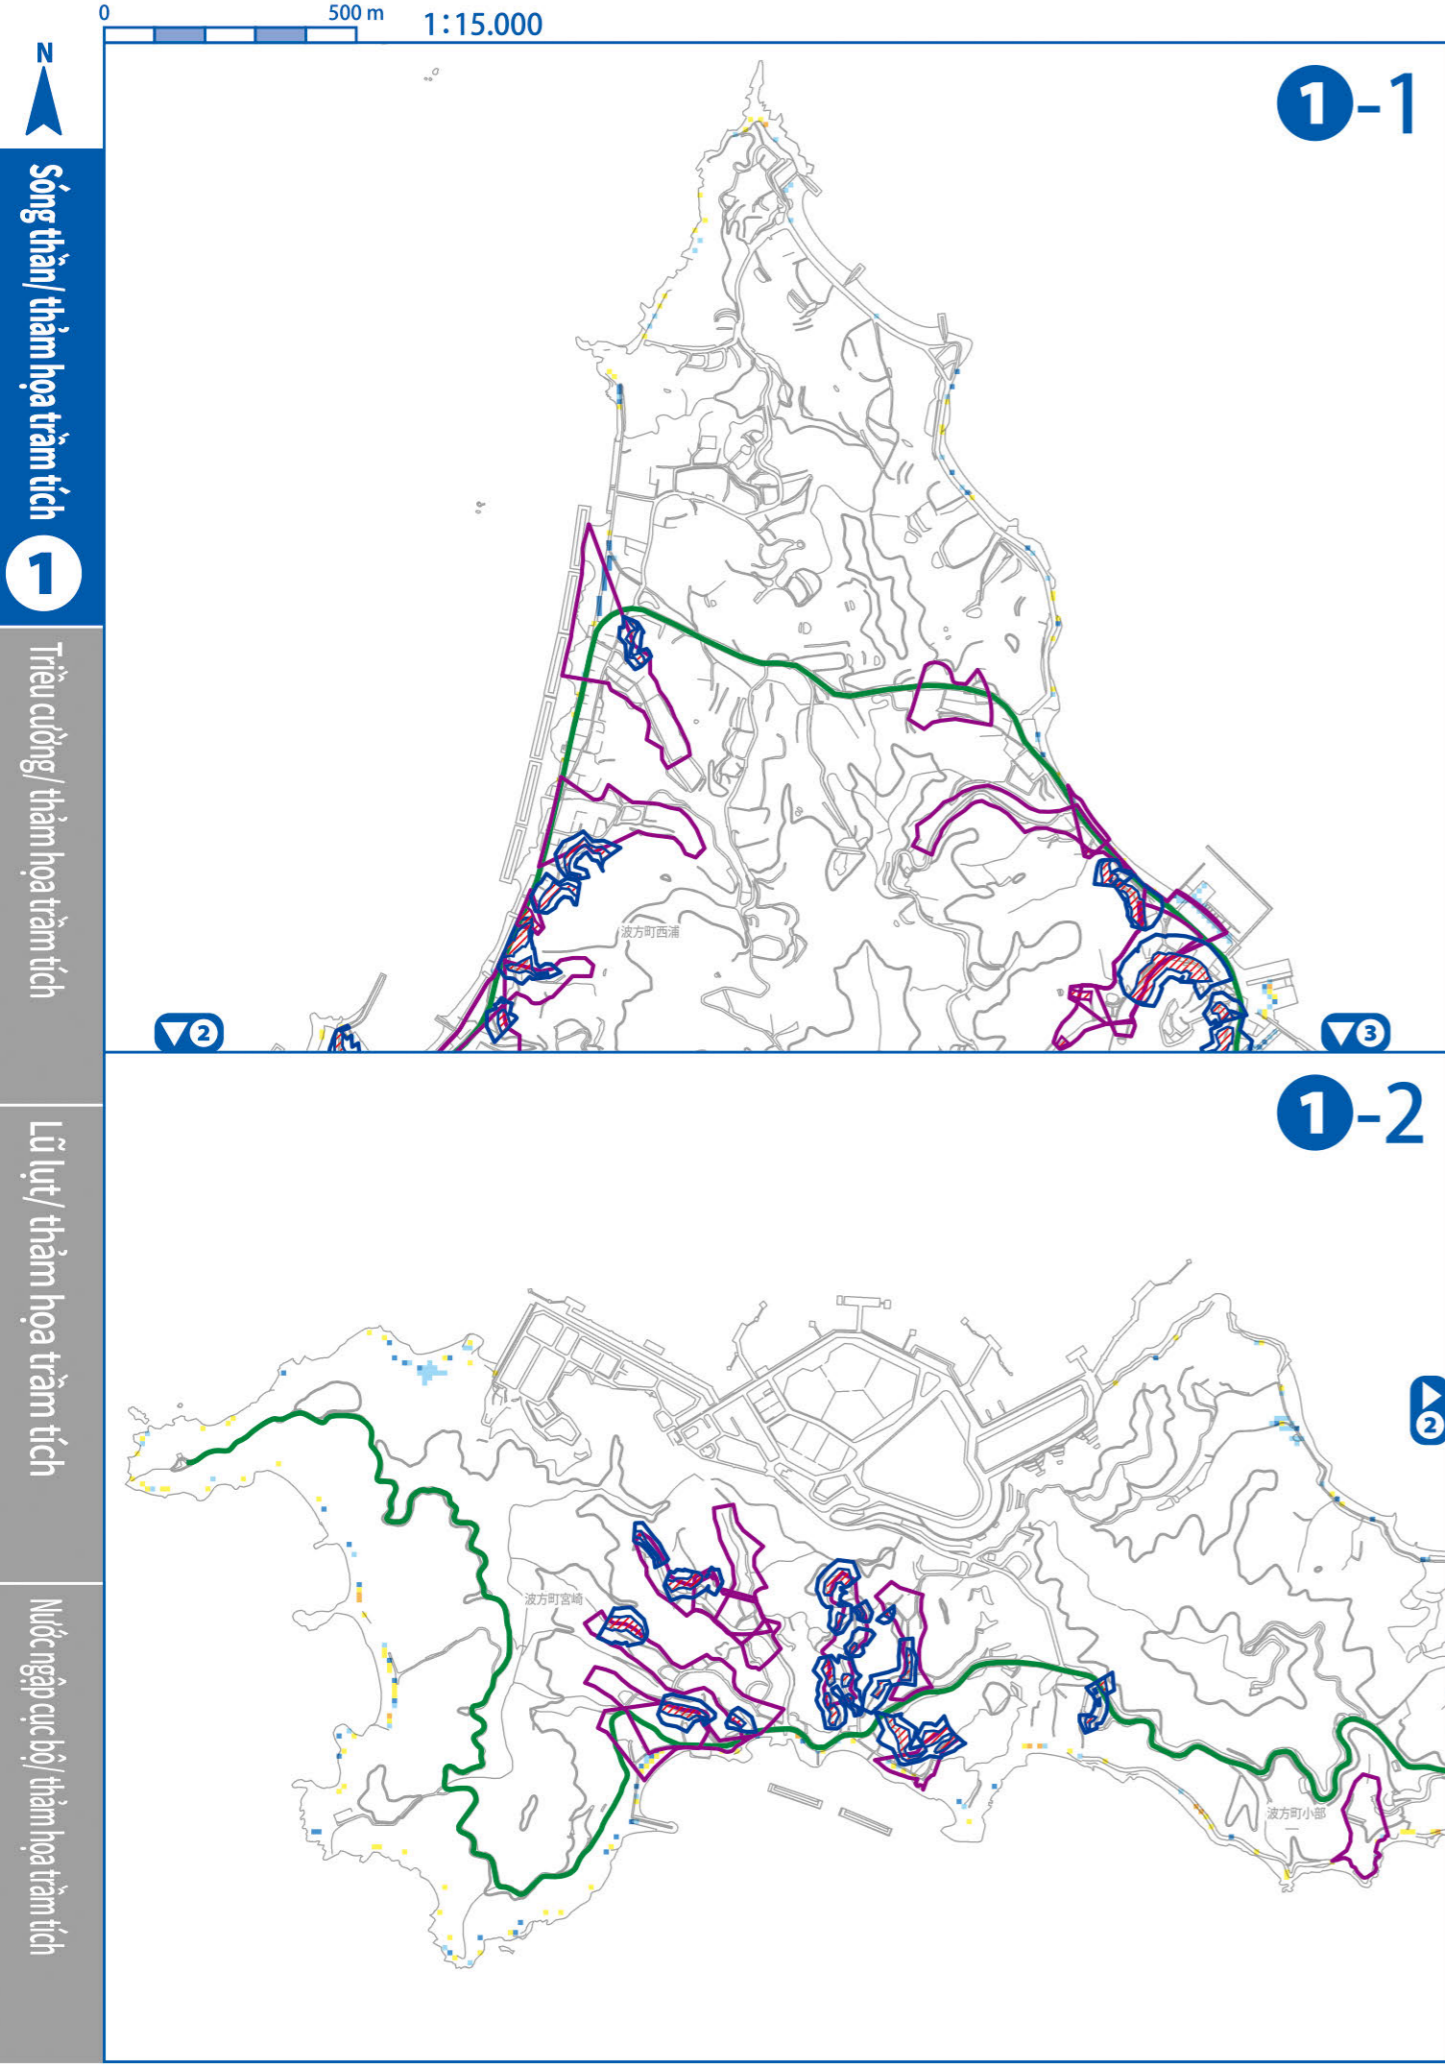 0 500 m 1:15.000
N
Sóng thần/ thảm họa trầm tích 1
Triều cường/ thảm họa trầm tích
Lũ lụt/ thảm họa trầm tích
Nước ngập cục bộ/ thảm họa trầm tích
1-1
波方町西浦
▼2
▼3
1-2
▶2
波方町宮崎
波方町小部